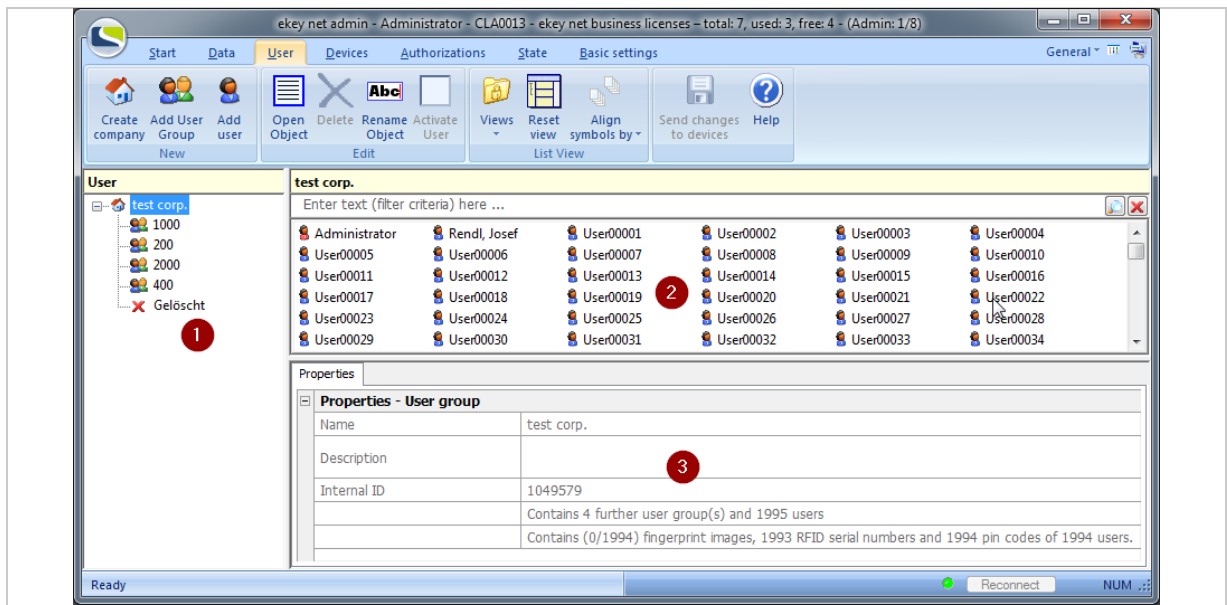 ekey net admin - Administrator - CLA0013 - ekey net business licenses – total: 7, used: 3, free: 4 - (Admin: 1/8)
Start Data User Devices Authorizations State Basic settings General
Create company Add User Group Add user Open Object Delete Rename Object Activate User Views Reset view Align symbols by Send changes to devices Help
Abc
New Edit List View
User test corp.
test corp. Enter text (filter criteria) here ...
1000
200
2000
400
Gelöscht
1
Administrator Rendl, Josef User00001 User00002 User00003 User00004
User00005 User00006 User00007 User00008 User00009 User00010
User00011 User00012 User00013 User00014 User00015 User00016
User00017 User00018 User00019 2 User00020 User00021 User00022
User00023 User00024 User00025 User00026 User00027 User00028
User00029 User00030 User00031 User00032 User00033 User00034
Properties
Properties - User group
Name test corp.
Description
3
Internal ID 1049579
Contains 4 further user group(s) and 1995 users
Contains (0/1994) fingerprint images, 1993 RFID serial numbers and 1994 pin codes of 1994 users.
Ready Reconnect NUM